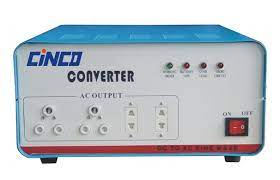 CINCO
CONVERTER
AC OUTPUT
ON OFF
DC TO AC SINE WAVE